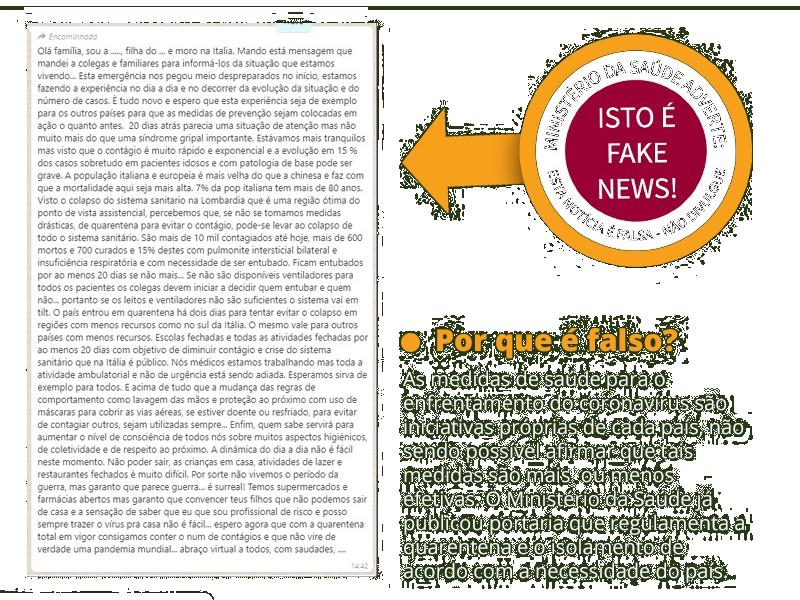 Encaminhada
Olá família, sou a ....., filha do ... e moro na Italia. Mando está mensagem que
mandei a colegas e familiares para informá-los da situação que estamos
vivendo... Esta emergência nos pegou meio despreparados no início, estamos
fazendo a experiência no dia a dia e no decorrer da evolução da situação e do
número de casos. É tudo novo e espero que esta experiência seja de exemplo
para os outros países para que as medidas de prevenção sejam colocadas em
ação o quanto antes.  20 dias atrás parecia uma situação de atenção mas não
muito mais do que uma síndrome gripal importante. Estávamos mais tranquilos
mas visto que o contágio é muito rápido e exponencial e a evolução em 15 %
dos casos sobretudo em pacientes idosos e com patologia de base pode ser
grave. A população italiana e europeia é mais velha do que a chinesa e faz com
que a mortalidade aqui seja mais alta. 7% da pop italiana tem mais de 80 anos.
Visto o colapso do sistema sanitario na Lombardia que é uma região ótima do
ponto de vista assistencial, percebemos que, se não se tomamos medidas
drásticas, de quarentena para evitar o contágio, pode-se levar ao colapso de
todo o sistema sanitário. São mais de 10 mil contagiados até hoje, mais de 600
mortos e 700 curados e 15% destes com pulmonite intersticial bilateral e
insuficiência respiratória e com necessidade de ser entubado. Ficam entubados
por ao menos 20 dias se não mais... Se não são disponíveis ventiladores para
todos os pacientes os colegas devem iniciar a decidir quem entubar e quem
não... portanto se os leitos e ventiladores não são suficientes o sistema vai em
tilt. O país entrou em quarentena há dois dias para tentar evitar o colapso em
regiões com menos recursos como no sul da Itália. O mesmo vale para outros
países com menos recursos. Escolas fechadas e todas as atividades fechadas por
ao menos 20 dias com objetivo de diminuir contágio e crise do sistema
sanitário que na Itália é público. Nós médicos estamos trabalhando mas toda a
atividade ambulatorial e não de urgência está sendo adiada. Esperamos sirva de
exemplo para todos. E acima de tudo que a mudança das regras de
comportamento como lavagem das mãos e proteção ao próximo com uso de
máscaras para cobrir as vias aéreas, se estiver doente ou resfriado, para evitar
de contagiar outros, sejam utilizadas sempre... Enfim, quem sabe servirá para
aumentar o nível de consciência de todos nós sobre muitos aspectos higiénicos,
de coletividade e de respeito ao próximo. A dinâmica do dia a dia não é fácil
neste momento. Não poder sair, as crianças em casa, atividades de lazer e
restaurantes fechados é muito difícil. Por sorte não vivemos o período da
guerra, mas garanto que parece guerra... é surreal! Temos supermercados e
farmácias abertos mas garanto que convencer teus filhos que não podemos sair
de casa e a sensação de saber que eu que sou profissional de risco e posso
sempre trazer o vírus pra casa não é fácil... espero agora que com a quarentena
total em vigor consigamos conter o num de contágios e que não vire de
verdade uma pandemia mundial... abraço virtual a todos, com saudades, ....
14:42
MINISTÉRIO DA SAÚDE ADVERTE:
ISTO É
FAKE
NEWS!
ESTA NOTÍCIA É FALSA - NÃO DIVULGUE
Por que é falso?
As medidas de saúde para o
enfrentamento do coronavírus são
iniciativas próprias de cada país, não
sendo possível afirmar que tais
medidas são mais ou menos
efetivas. O Ministério da Saúde já
publicou portaria que regulamenta a
quarentena e o isolamento de
acordo com a necessidade do país.